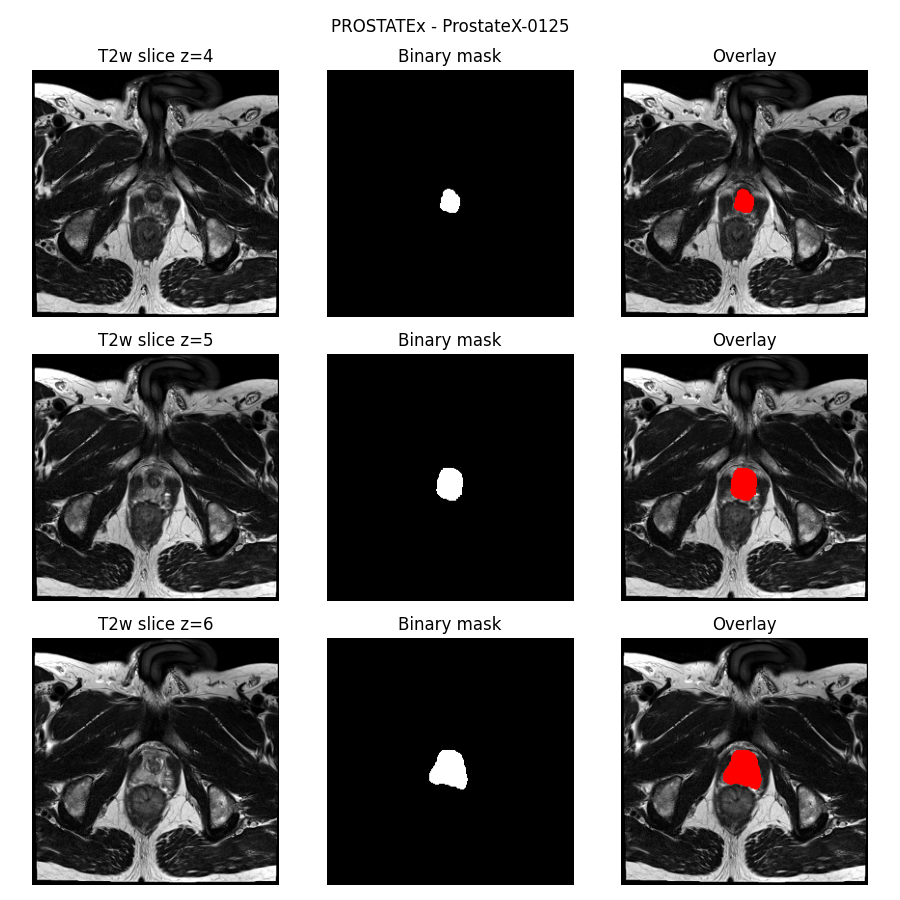 PROSTATEx - ProstateX-0125
T2w slice z=4 Binary mask Overlay
T2w slice z=5 Binary mask Overlay
T2w slice z=6 Binary mask Overlay